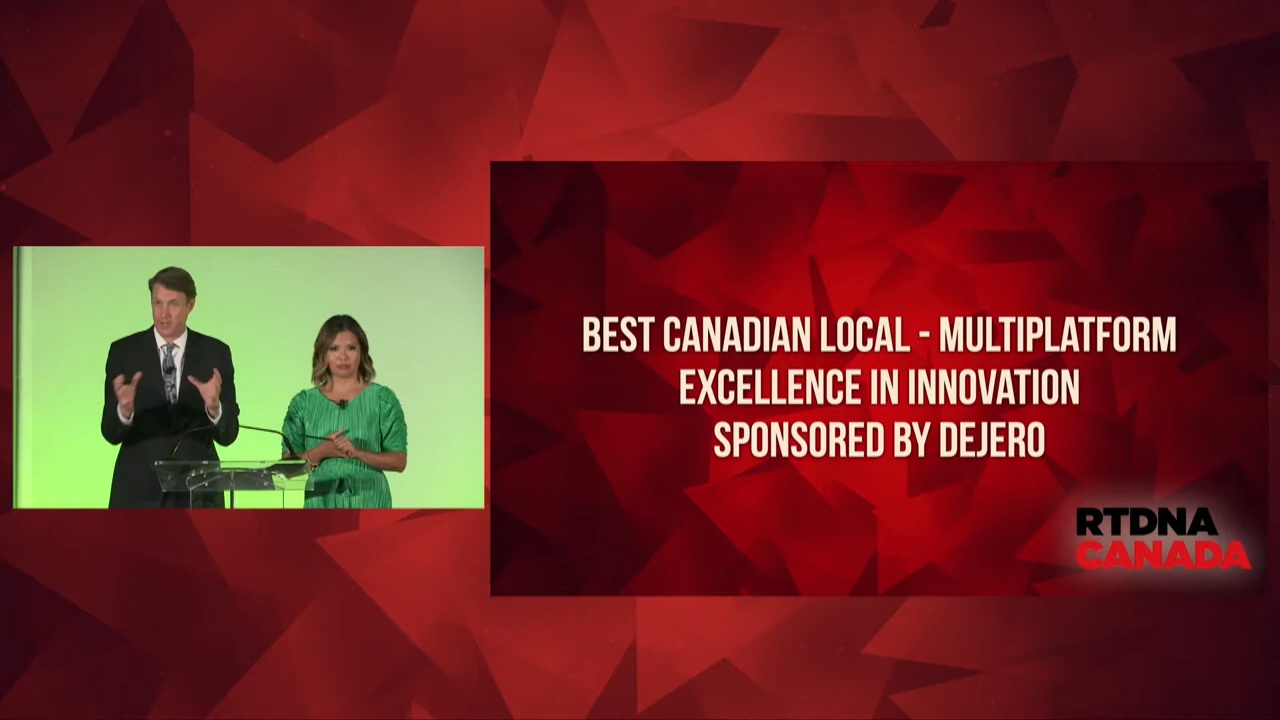 BEST CANADIAN LOCAL - MULTIPLATFORM
EXCELLENCE IN INNOVATION
SPONSORED BY DEJERO
RTDNA
CANADA